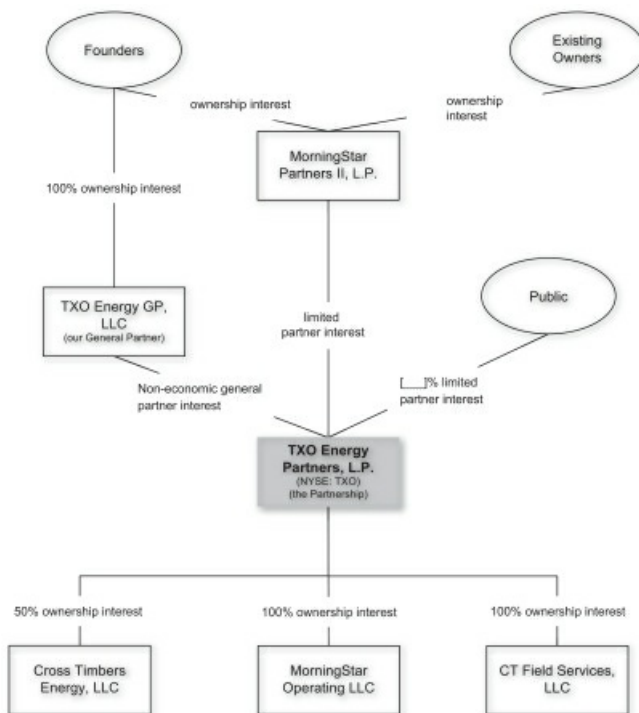 Founders
Existing
Owners
ownership interest
ownership
interest
MorningStar
Partners II, L.P.
100% ownership interest
TXO Energy GP,
LLC
(our General Partner)
limited
partner interest
Public
Non-economic general
partner interest
[____]% limited
partner interest
TXO Energy
Partners, L.P.
(NYSE: TXO)
(the Partnership)
50% ownership interest
100% ownership interest
100% ownership interest
Cross Timbers
Energy, LLC
MorningStar
Operating LLC
CT Field Services,
LLC